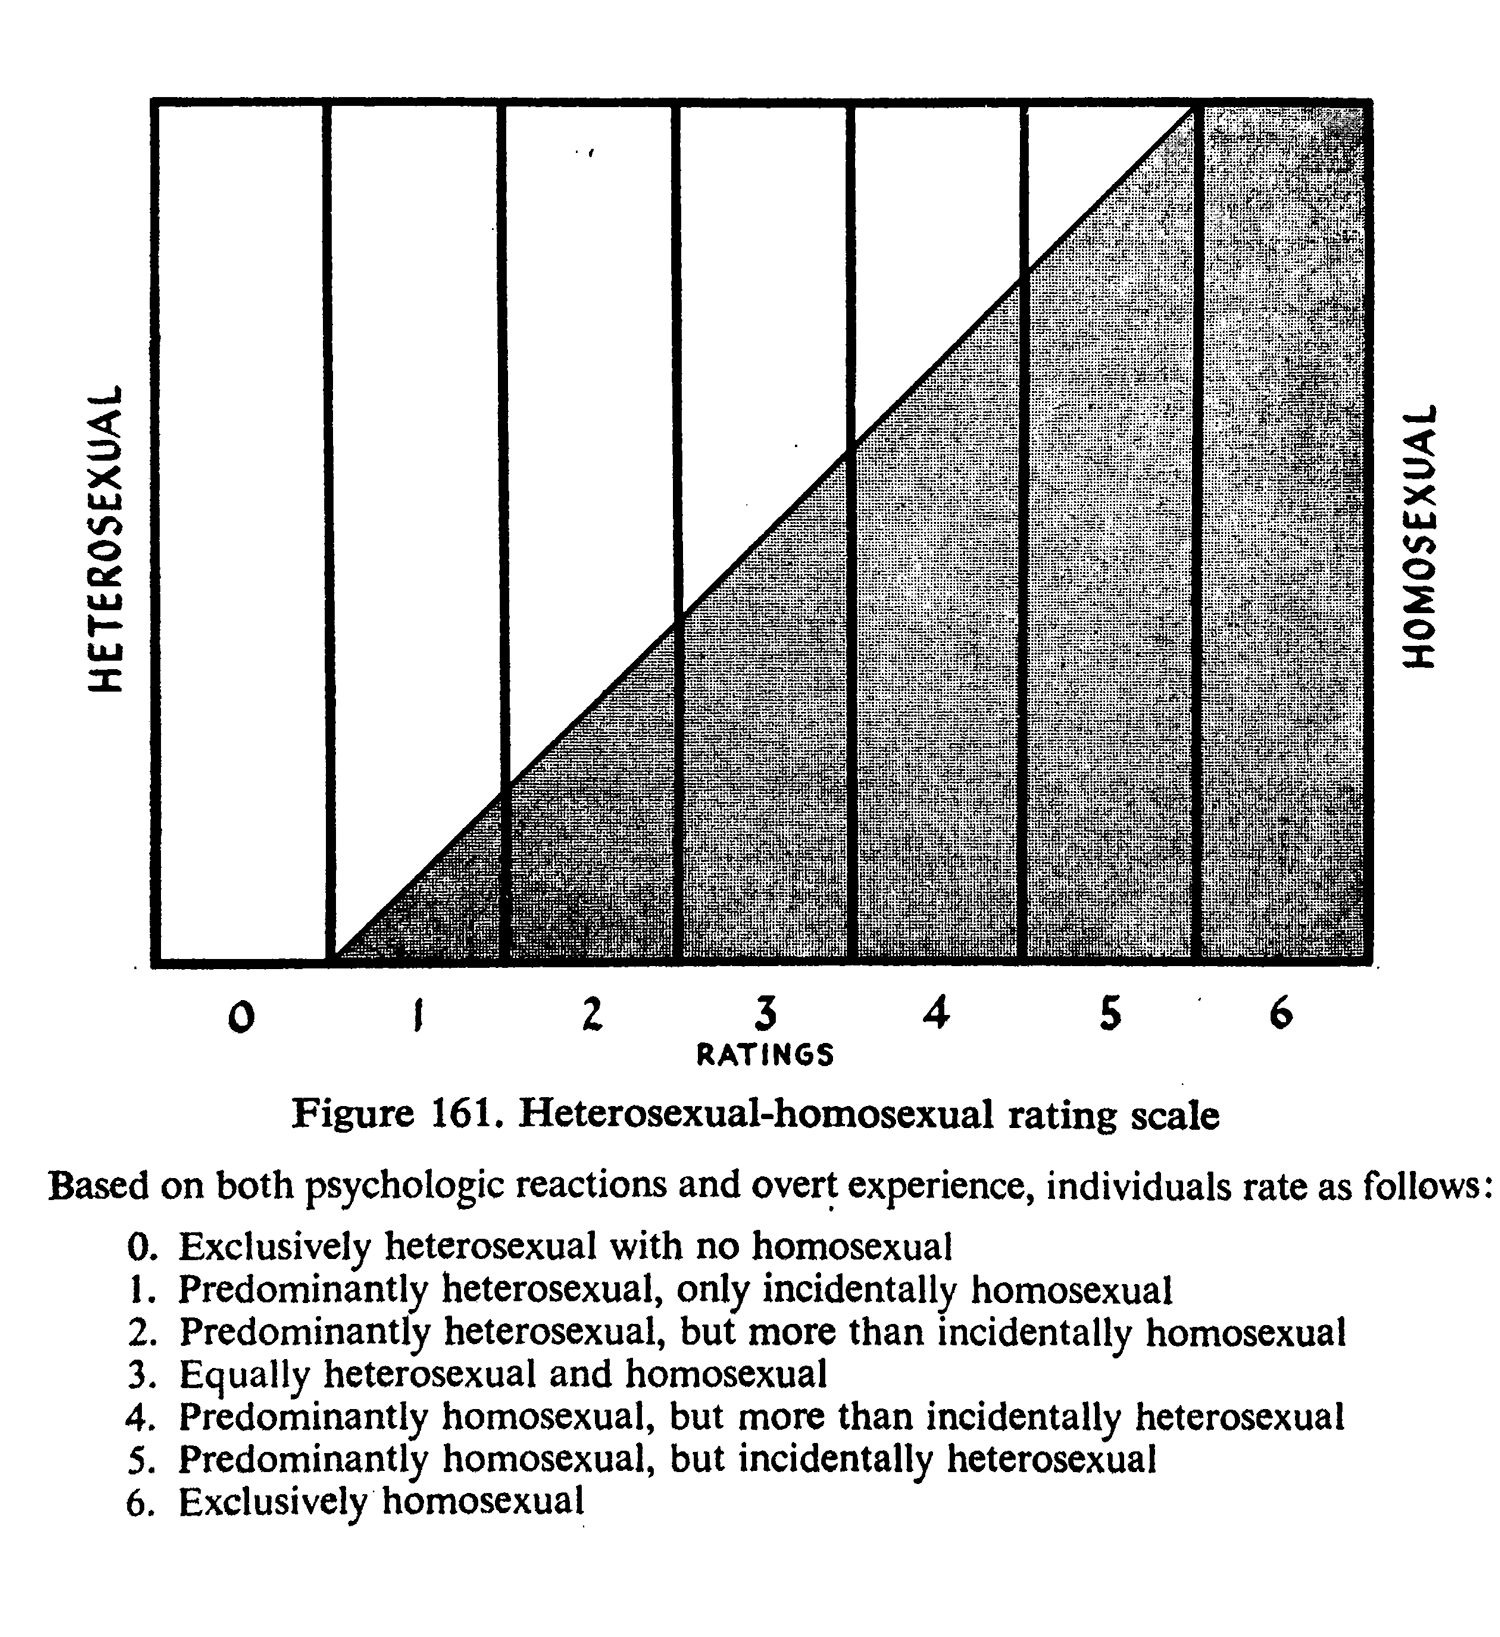 HETEROSEXUAL
HOMOSEXUAL
0 1 2 3 4 5 6
RATINGS
Figure 161. Heterosexual-homosexual rating scale
Based on both psychologic reactions and overt experience, individuals rate as follows:
0. Exclusively heterosexual with no homosexual
1. Predominantly heterosexual, only incidentally homosexual
2. Predominantly heterosexual, but more than incidentally homosexual
3. Equally heterosexual and homosexual
4. Predominantly homosexual, but more than incidentally heterosexual
5. Predominantly homosexual, but incidentally heterosexual
6. Exclusively homosexual